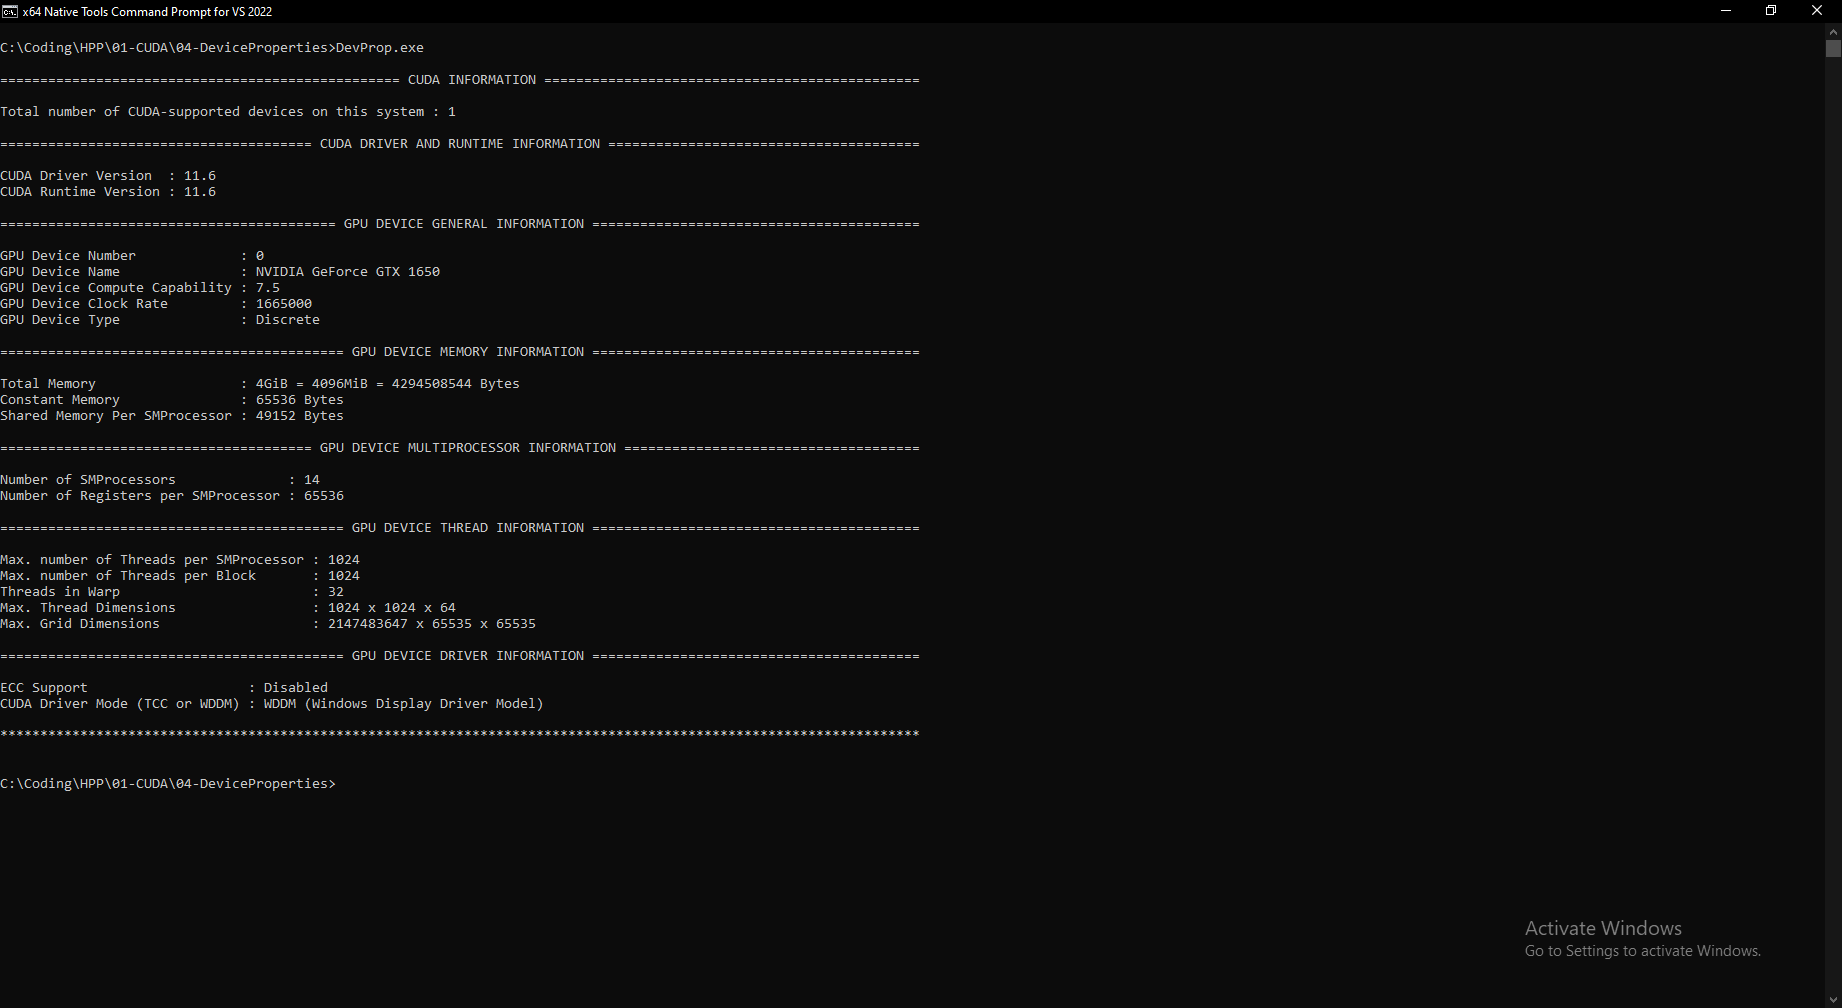 x64 Native Tools Command Prompt for VS 2022
C:\Coding\HPP\01-CUDA\04-DeviceProperties>DevProp.exe
================================================== CUDA INFORMATION ===============================================
Total number of CUDA-supported devices on this system : 1
======================================= CUDA DRIVER AND RUNTIME INFORMATION =======================================
CUDA Driver Version  : 11.6
CUDA Runtime Version : 11.6
========================================== GPU DEVICE GENERAL INFORMATION =========================================
GPU Device Number             : 0
GPU Device Name               : NVIDIA GeForce GTX 1650
GPU Device Compute Capability : 7.5
GPU Device Clock Rate         : 1665000
GPU Device Type               : Discrete
=========================================== GPU DEVICE MEMORY INFORMATION =========================================
Total Memory                  : 4GiB = 4096MiB = 4294508544 Bytes
Constant Memory               : 65536 Bytes
Shared Memory Per SMProcessor : 49152 Bytes
======================================= GPU DEVICE MULTIPROCESSOR INFORMATION =====================================
Number of SMProcessors              : 14
Number of Registers per SMProcessor : 65536
=========================================== GPU DEVICE THREAD INFORMATION =========================================
Max. number of Threads per SMProcessor : 1024
Max. number of Threads per Block       : 1024
Threads in Warp                        : 32
Max. Thread Dimensions                 : 1024 x 1024 x 64
Max. Grid Dimensions                   : 2147483647 x 65535 x 65535
=========================================== GPU DEVICE DRIVER INFORMATION =========================================
ECC Support                    : Disabled
CUDA Driver Mode (TCC or WDDM) : WDDM (Windows Display Driver Model)
*******************************************************************************************************************
C:\Coding\HPP\01-CUDA\04-DeviceProperties>
Activate Windows
Go to Settings to activate Windows.